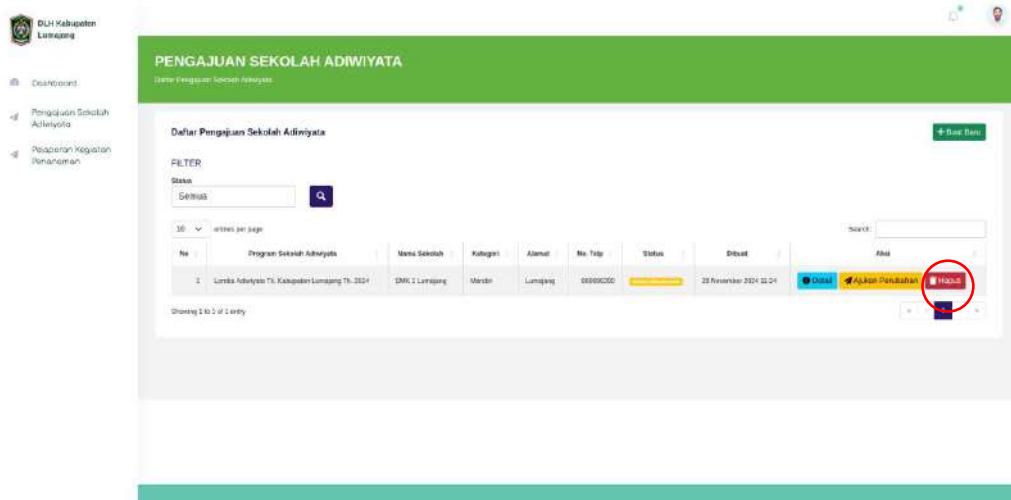 DLH Kabupaten
Lumajang
Dashboard
Pengajuan Sekolah
Adiwiyata
Pelaporan Kegiatan
Penanaman
PENGAJUAN SEKOLAH ADIWIYATA
Daftar Pengajuan Sekolah Adiwiyata
Daftar Pengajuan Sekolah Adiwiyata
+ Buat Baru
FILTER
Status
Semua
10 entries per page
Search:
No Program Sekolah Adiwiyata Nama Sekolah Kategori Alamat No. Telp Status Dibuat Aksi
1 Lomba Adiwiyata Tk. Kabupaten Lumajang Th. 2024 SMK 1 Lumajang Mandiri Lumajang 28 November 2024 Detail Ajukan Perubahan Hapus
Showing 1 to 1 of 1 entry
« ‹ 1 › »